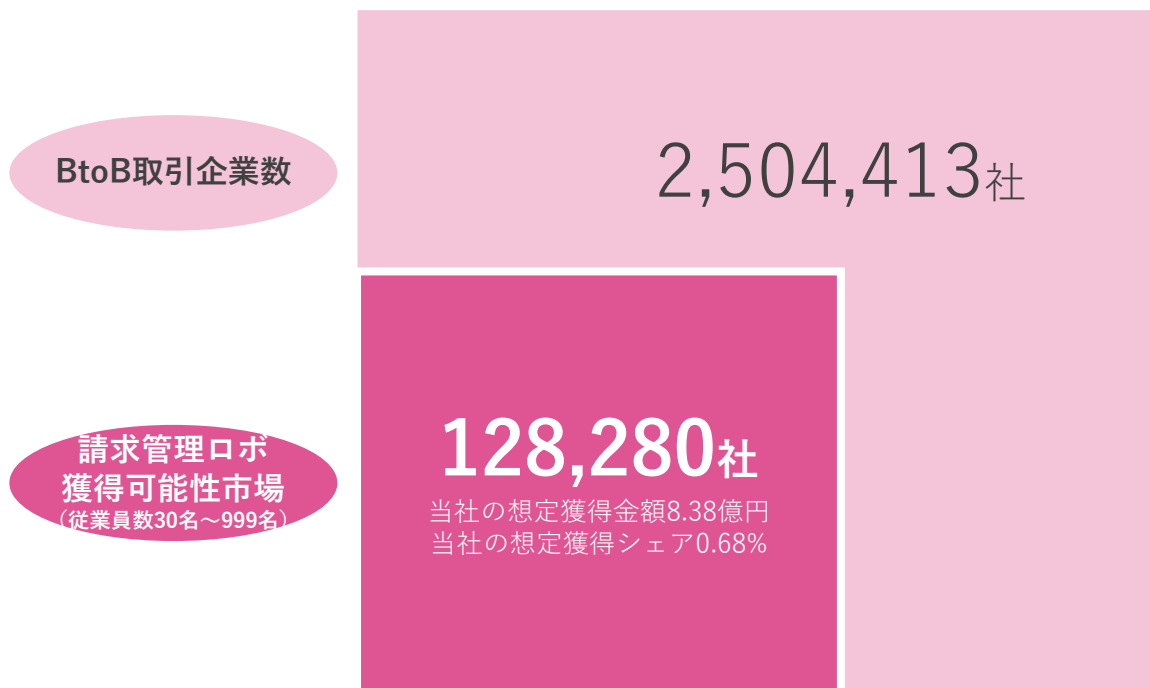 BtoB取引企業数
2,504,413社
請求管理ロボ
獲得可能性市場
（従業員数30名～999名）
128,280社
当社の想定獲得金額8.38億円
当社の想定獲得シェア0.68%